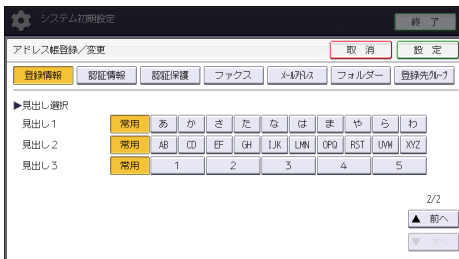 システム初期設定 終 了
アドレス帳登録／変更 取 消 設 定
登録情報 認証情報 認証保護 ファクス メールアドレス フォルダー 登録先グループ
▶見出し選択
見出し1 常用 あ か さ た な は ま や ら わ
見出し2 常用 AB CD EF GH IJK LMN OPQ RST UVW XYZ
見出し3 常用 1 2 3 4 5
2/2
▲ 前へ
▼ 次へ